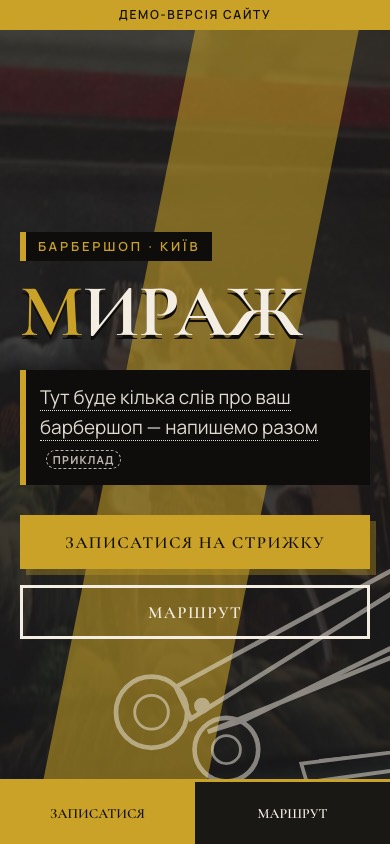 ДЕМО-ВЕРСІЯ САЙТУ
БАРБЕРШОП · КИЇВ
МИРАЖ
Тут буде кілька слів про ваш
барбершоп — напишемо разом
ПРИКЛАД
ЗАПИСАТИСЯ НА СТРИЖКУ
МАРШРУТ
ЗАПИСАТИСЯ
МАРШРУТ